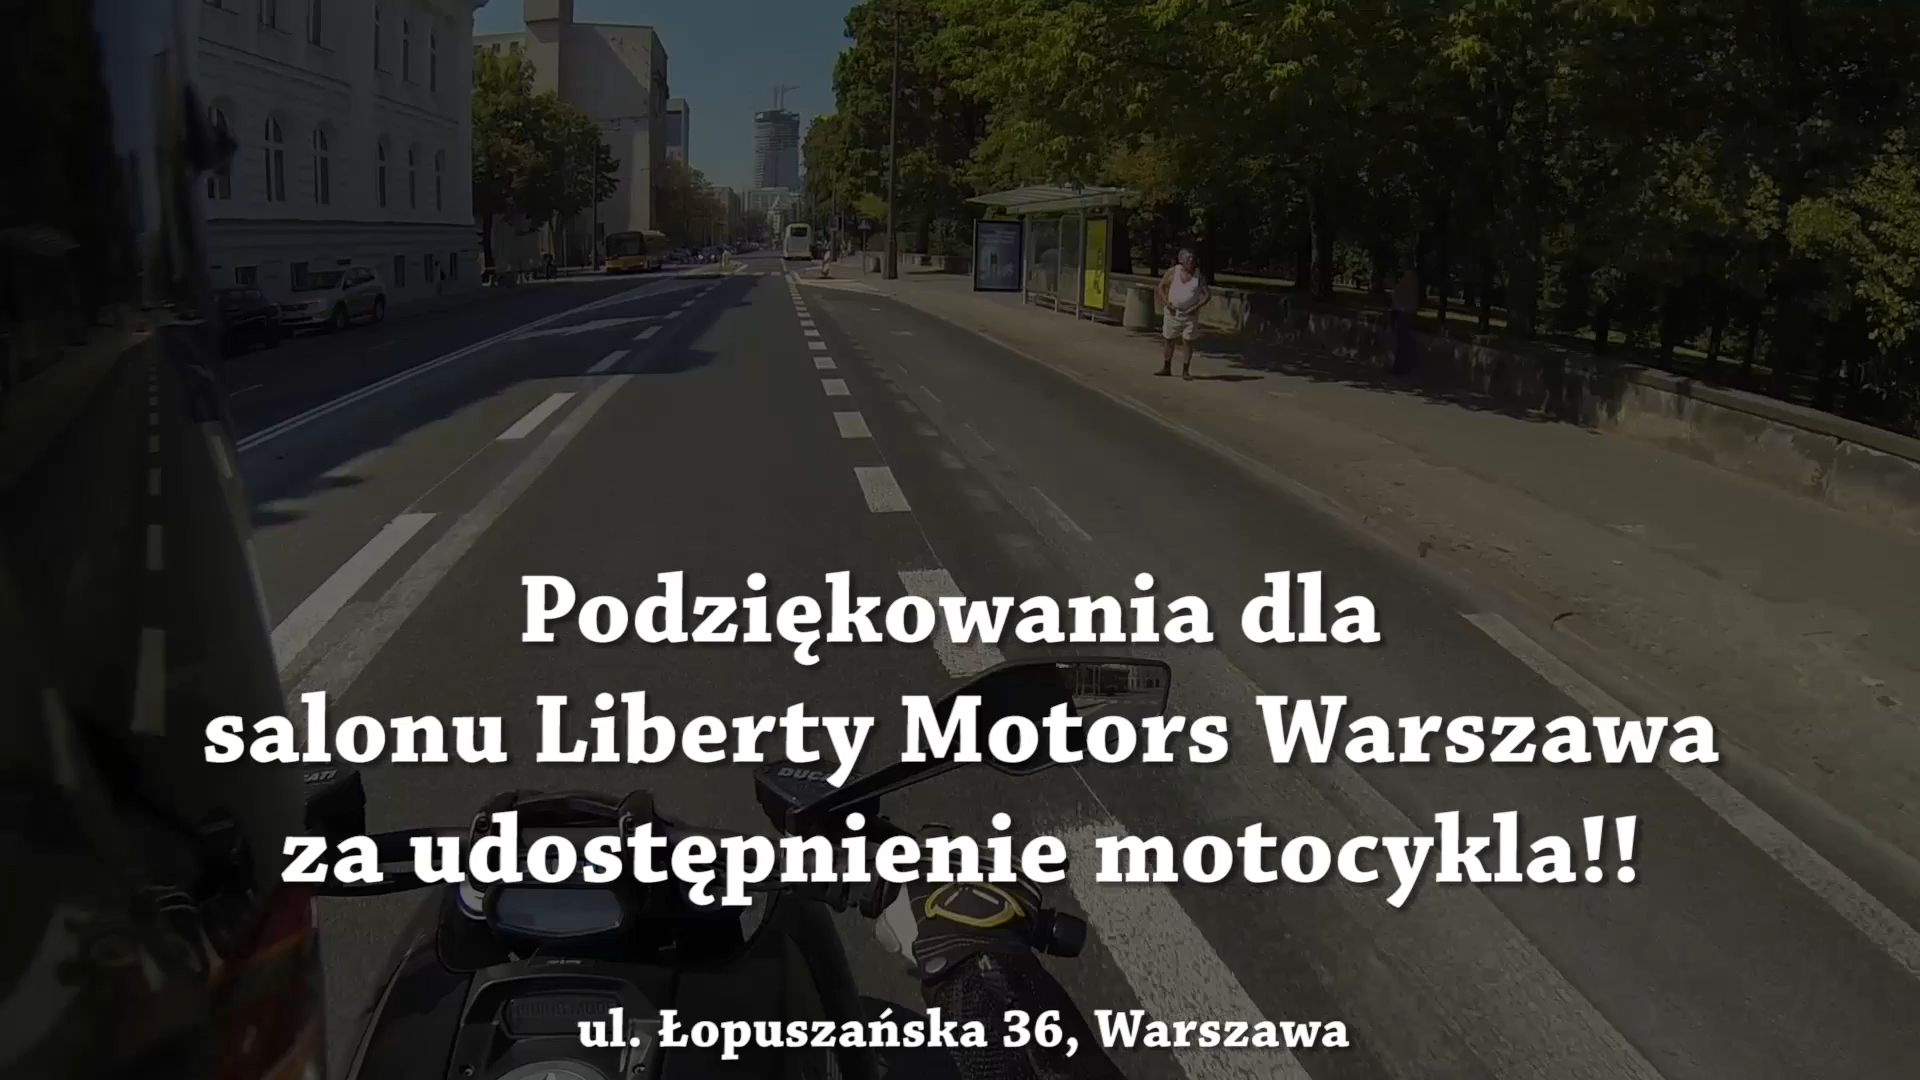 Podziękowania dla
salonu Liberty Motors Warszawa
za udostępnienie motocykla!!
ul. Łopuszańska 36, Warszawa